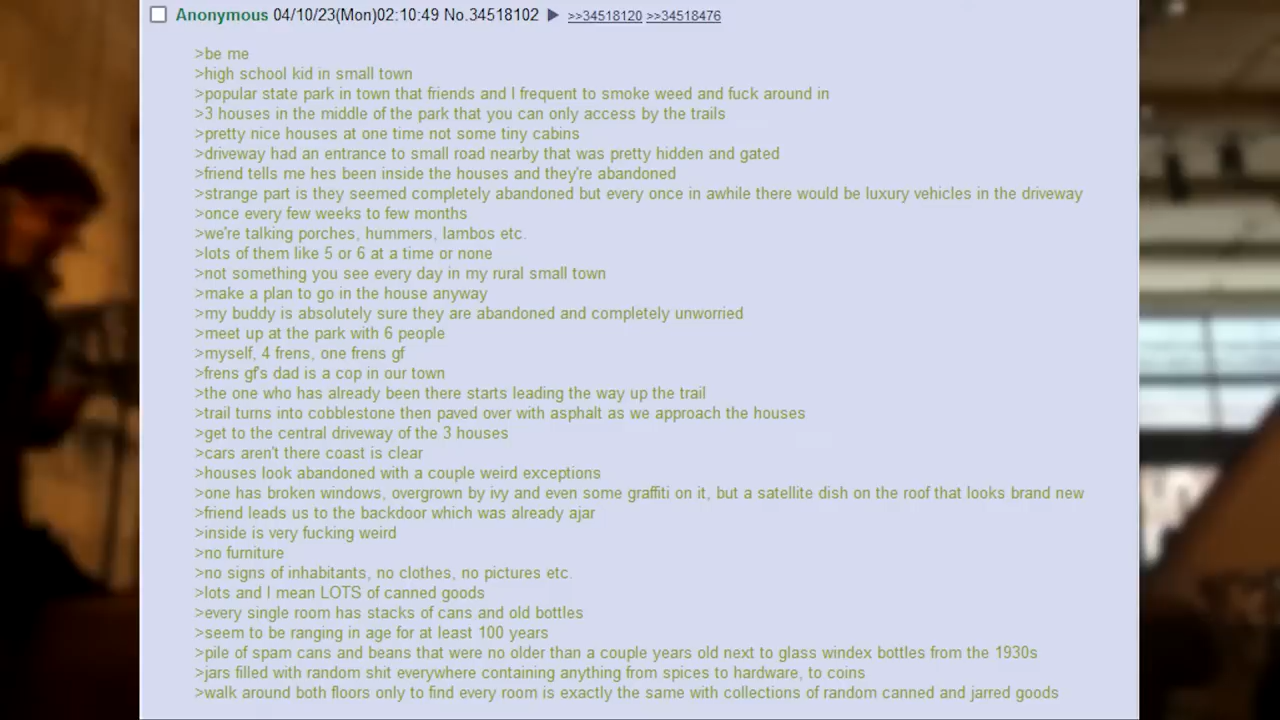 Anonymous 04/10/23(Mon)02:10:49 No.34518102 ▶ >>34518120 >>34518476
>be me
>high school kid in small town
>popular state park in town that friends and I frequent to smoke weed and fuck around in
>3 houses in the middle of the park that you can only access by the trails
>pretty nice houses at one time not some tiny cabins
>driveway had an entrance to small road nearby that was pretty hidden and gated
>friend tells me hes been inside the houses and they're abandoned
>strange part is they seemed completely abandoned but every once in awhile there would be luxury vehicles in the driveway
>once every few weeks to few months
>we're talking porches, hummers, lambos etc.
>lots of them like 5 or 6 at a time or none
>not something you see every day in my rural small town
>make a plan to go in the house anyway
>my buddy is absolutely sure they are abandoned and completely unworried
>meet up at the park with 6 people
>myself, 4 frens, one frens gf
>frens gf's dad is a cop in our town
>the one who has already been there starts leading the way up the trail
>trail turns into cobblestone then paved over with asphalt as we approach the houses
>get to the central driveway of the 3 houses
>cars aren't there coast is clear
>houses look abandoned with a couple weird exceptions
>one has broken windows, overgrown by ivy and even some graffiti on it, but a satellite dish on the roof that looks brand new
>friend leads us to the backdoor which was already ajar
>inside is very fucking weird
>no furniture
>no signs of inhabitants, no clothes, no pictures etc.
>lots and I mean LOTS of canned goods
>every single room has stacks of cans and old bottles
>seem to be ranging in age for at least 100 years
>pile of spam cans and beans that were no older than a couple years old next to glass windex bottles from the 1930s
>jars filled with random shit everywhere containing anything from spices to hardware, to coins
>walk around both floors only to find every room is exactly the same with collections of random canned and jarred goods